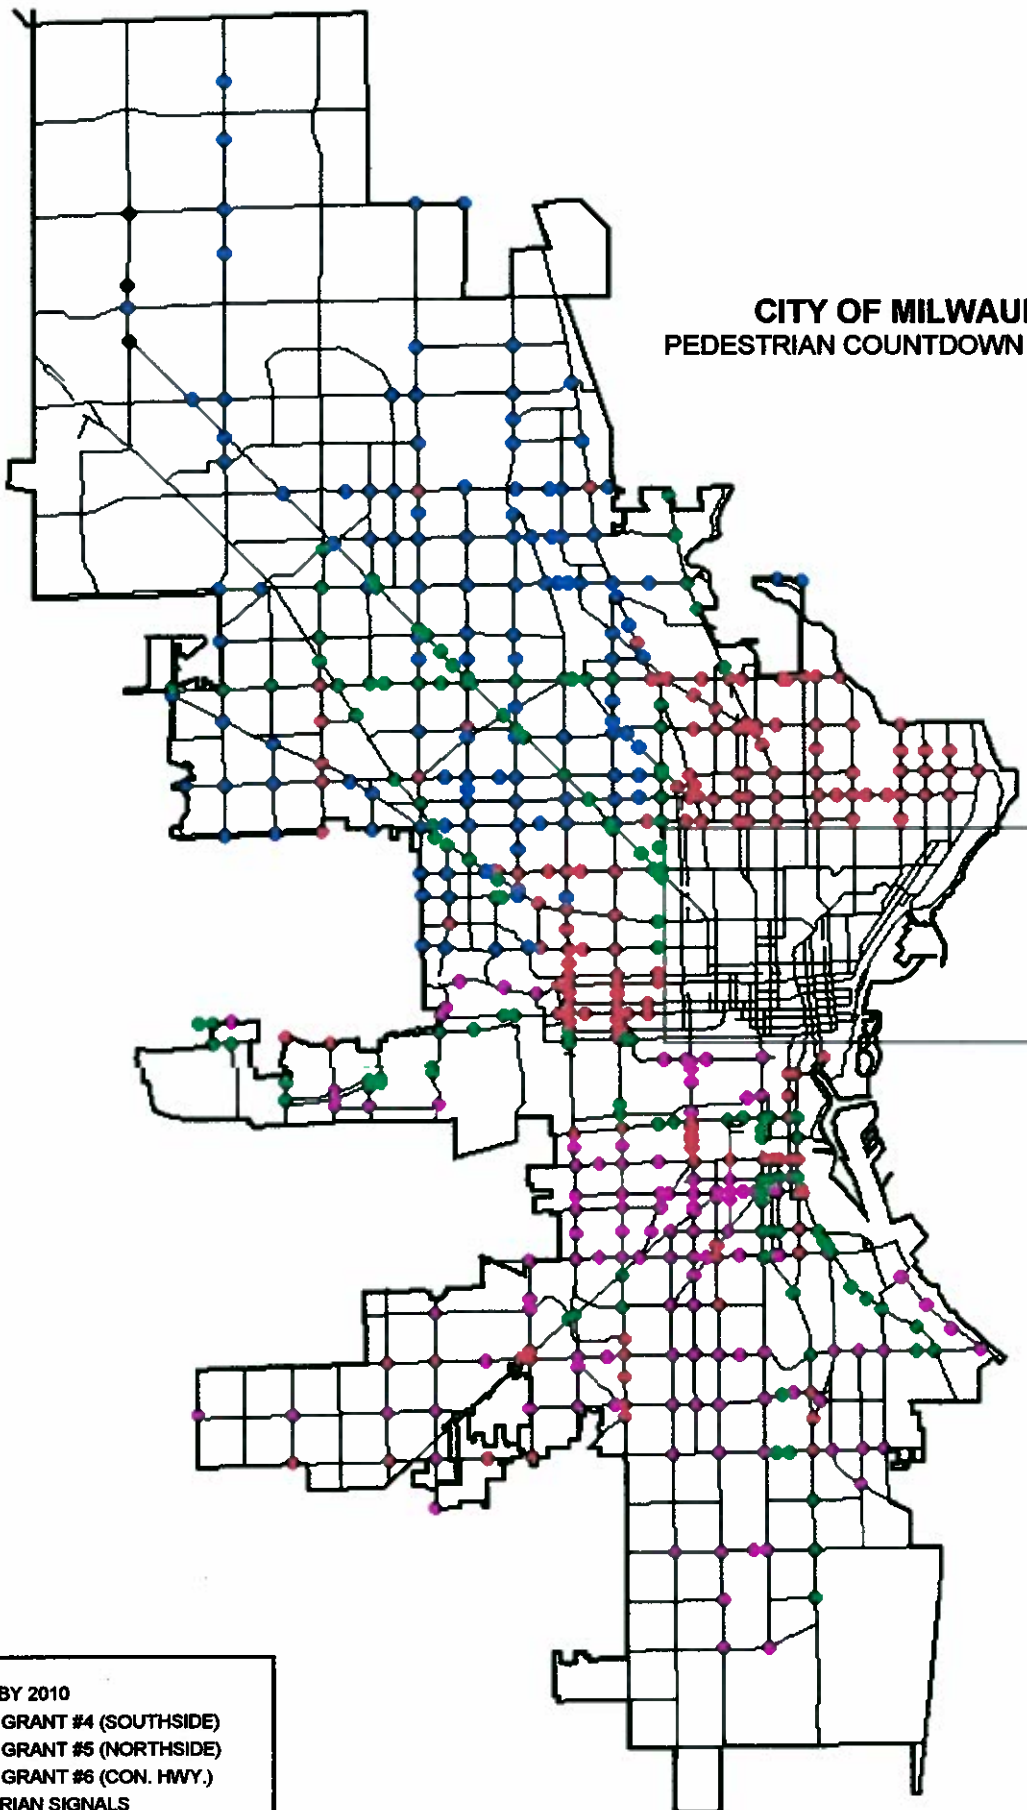 CITY OF MILWAU
PEDESTRIAN COUNTDOWN
BY 2010
GRANT #4 (SOUTHSIDE)
GRANT #5 (NORTHSIDE)
GRANT #6 (CON. HWY.)
RIAN SIGNALS